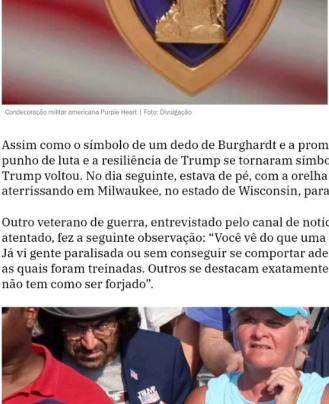 Condecoração militar americana Purple Heart | Foto: Divulgação
Assim como o símbolo de um dedo de Burghardt e a prom
punho de luta e a resiliência de Trump se tornaram símbo
Trump voltou. No dia seguinte, estava de pé, com a orelha
aterrissando em Milwaukee, no estado de Wisconsin, para
Outro veterano de guerra, entrevistado pelo canal de notíc
atentado, fez a seguinte observação: “Você vê do que uma
Já vi gente paralisada ou sem conseguir se comportar ade
as quais foram treinadas. Outros se destacam exatamente
não tem como ser forjado”.